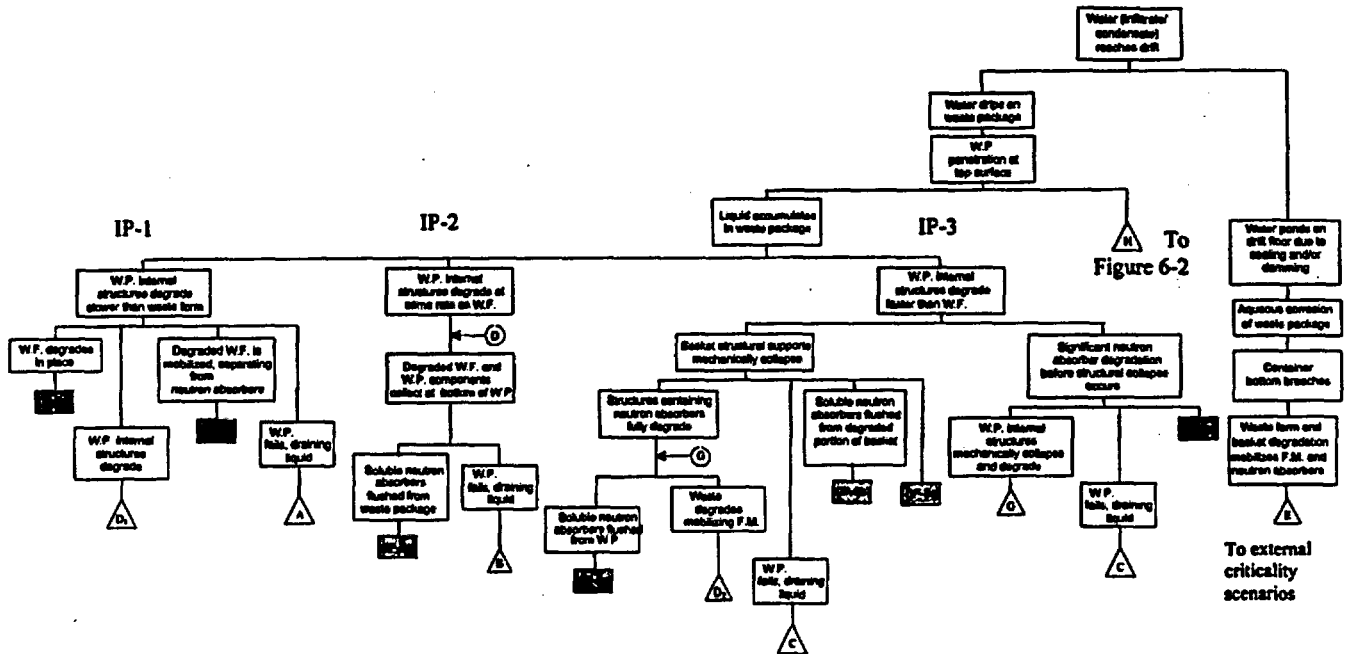 Water (infiltrate/
condensate)
reaches drift
Water drips on
waste package
W.P
penetration at
top surface
IP-1
IP-2
Liquid accumulates
in waste package
IP-3
H
To
Figure 6-2
Water ponds on
drift floor due to
sealing and/or
damming
W.P. Internal
structures degrade
slower than waste form
W.P. Internal
structures degrade at
same rate as W.F.
W.P. Internal
structures degrade
faster than W.F.
Aqueous corrosion
of waste package
W.F. degrades
in place
Degraded W.F. is
mobilized, separating
from
neutron absorbers
D
Degraded W.F. and
W.P. components
collect at bottom of W.P.
Basket structural supports
mechanically collapse
Significant neutron
absorber degradation
before structural collapse
occurs
Container
bottom breaches
W.P. Internal
structures
degrade
W.P.
fails, draining
liquid
Soluble neutron
absorbers
flushed from
waste package
W.P.
fails, draining
liquid
Structures containing
neutron absorbers
fully degrade
Soluble neutron
absorbers flushed
from degraded
portion of basket
W.P. internal
structures
mechanically collapse
and degrade
Waste form and
basket degradation
mobilizes F.M. and
neutron absorbers
G
D₁
A
B
Soluble neutron
absorbers flushed
from W.P
Waste
degrades
mobilizing F.M.
W.P.
fails, draining
liquid
G
W.P.
fails, draining
liquid
E
D₂
C
C
To external
criticality
scenarios